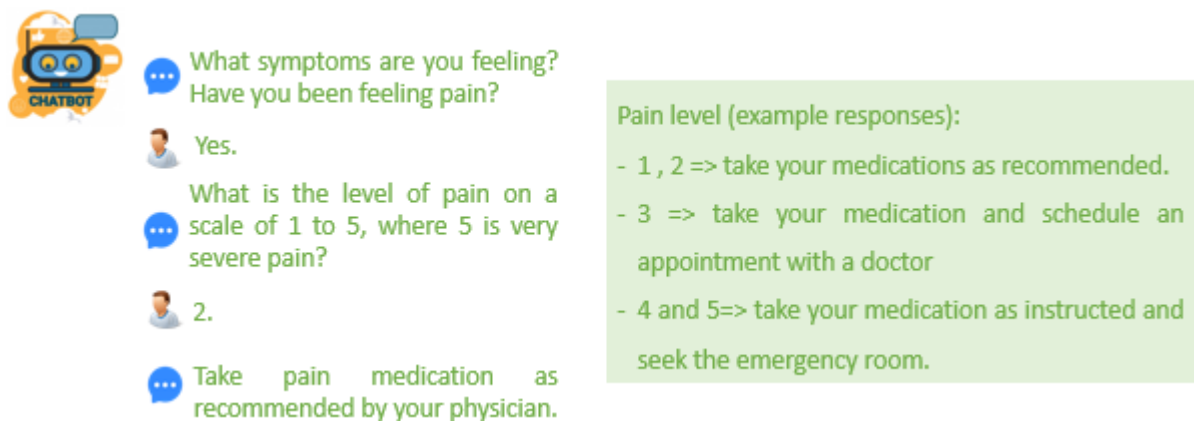 CHATBOT
What symptoms are you feeling?
Have you been feeling pain?
Yes.
What is the level of pain on a
scale of 1 to 5, where 5 is very
severe pain?
2.
Take pain medication as
recommended by your physician.
Pain level (example responses):
- 1 , 2 => take your medications as recommended.
- 3 => take your medication and schedule an
appointment with a doctor
- 4 and 5=> take your medication as instructed and
seek the emergency room.